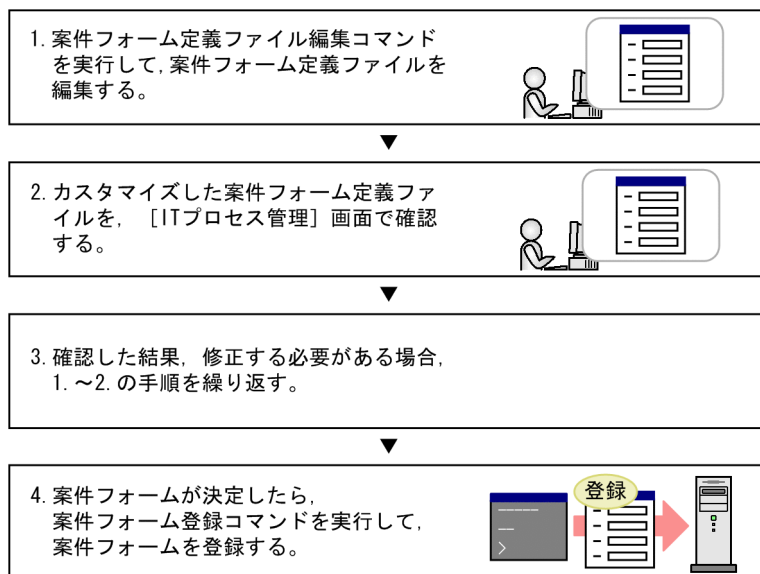 1. 案件フォーム定義ファイル編集コマンド
を実行して,案件フォーム定義ファイルを
編集する。
▼
2. カスタマイズした案件フォーム定義ファ
イルを, [ITプロセス管理] 画面で確認
する。
▼
3. 確認した結果, 修正する必要がある場合,
1.～2.の手順を繰り返す。
▼
4. 案件フォームが決定したら,
案件フォーム登録コマンドを実行して,
案件フォームを登録する。
登録